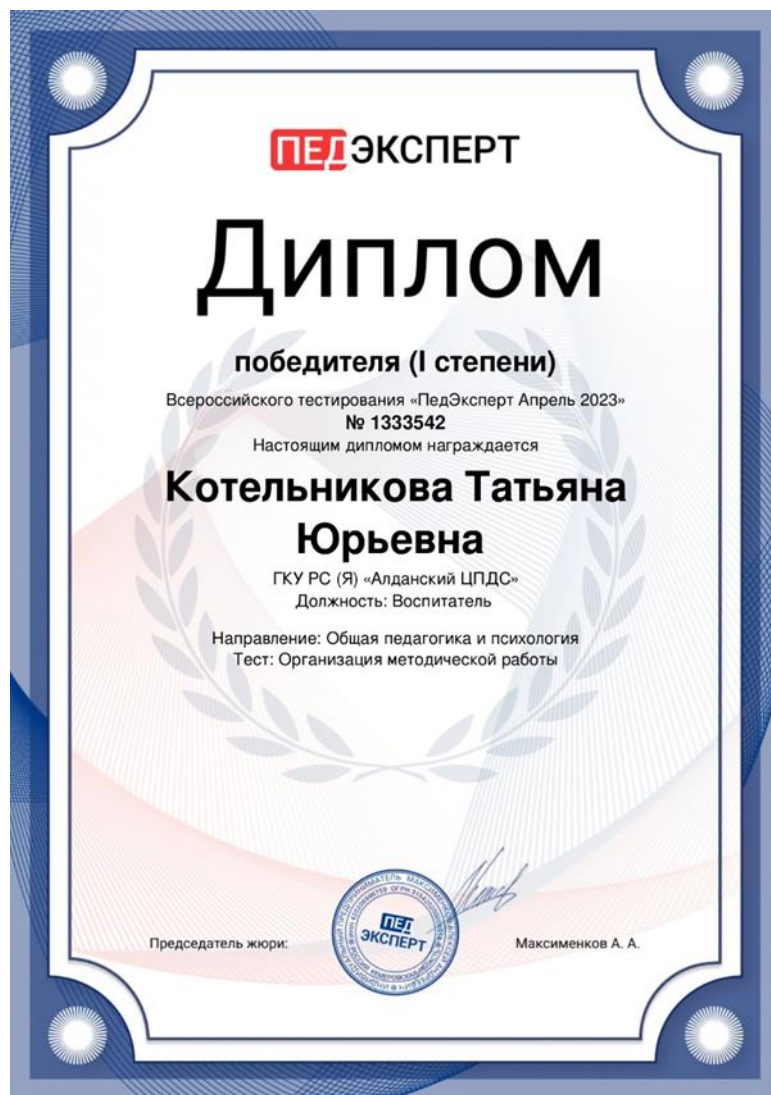 ПЕДЭКСПЕРТ
Диплом
победителя (I степени)
Всероссийского тестирования «ПедЭксперт Апрель 2023»
№ 1333542
Настоящим дипломом награждается
Котельникова Татьяна
Юрьевна
ГКУ РС (Я) «Алданский ЦПДС»
Должность: Воспитатель
Направление: Общая педагогика и психология
Тест: Организация методической работы
Председатель жюри:
ПЕД
ЭКСПЕРТ
Максименков А. А.